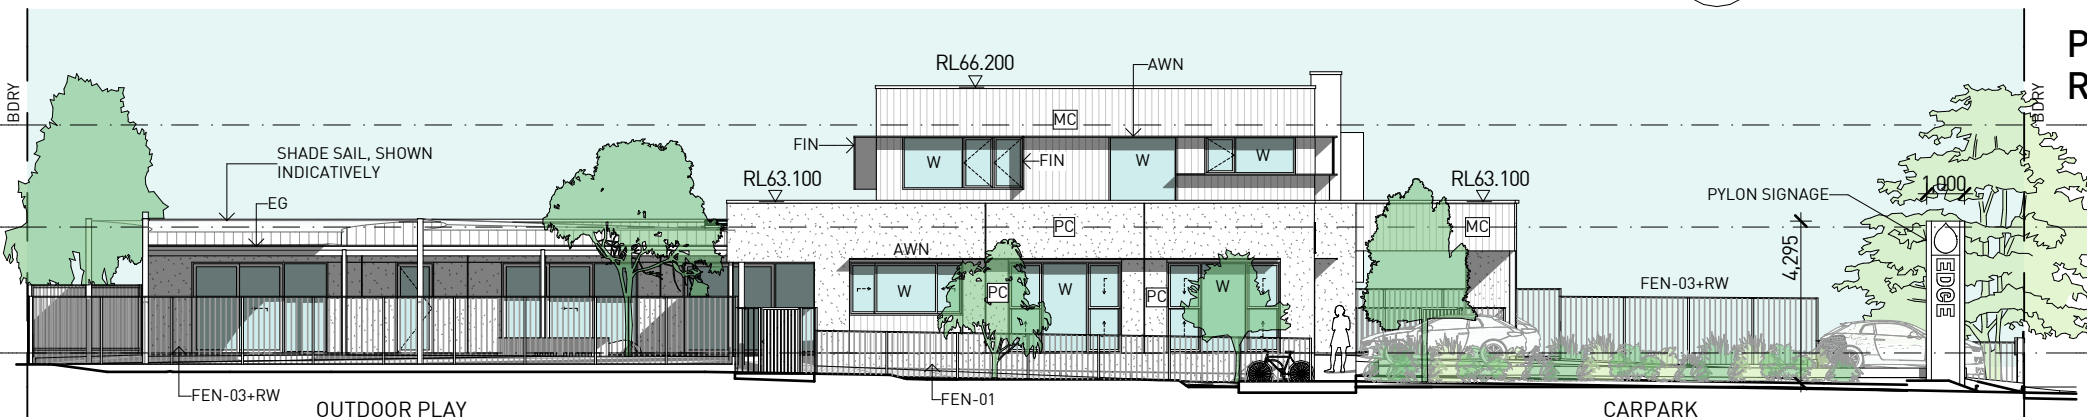 P
R
BDRY
RL66.200
AWN
MC
FIN
W
FIN
W
W
BDRY
SHADE SAIL, SHOWN
INDICATIVELY
EG
RL63.100
RL63.100
PYLON SIGNAGE
1,000
PC
MC
AWN
4,295
EDGE
W
PC
W
PC
W
FEN-03+RW
FEN-03+RW
FEN-01
OUTDOOR PLAY
CARPARK